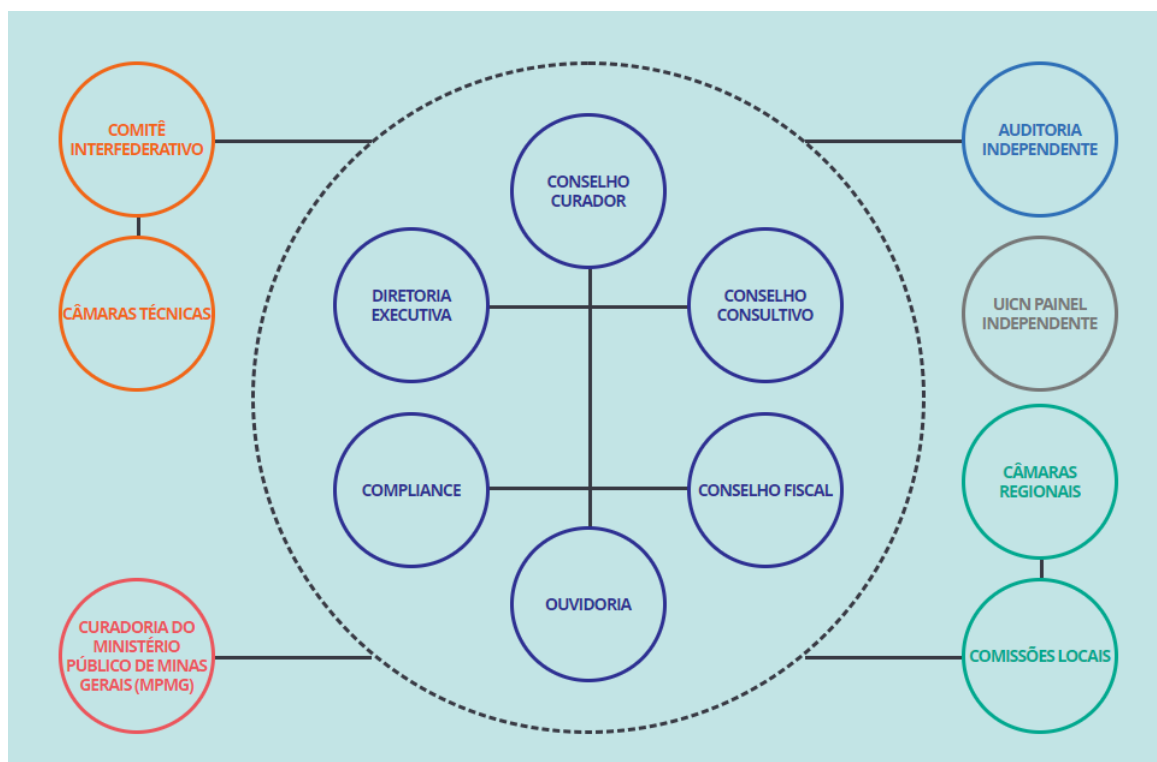 COMITÊ
INTERFEDERATIVO
CÂMARAS TÉCNICAS
CURADORIA DO
MINISTÉRIO
PÚBLICO DE MINAS
GERAIS (MPMG)
CONSELHO
CURADOR
DIRETORIA
EXECUTIVA
CONSELHO
CONSULTIVO
COMPLIANCE
CONSELHO FISCAL
OUVIDORIA
AUDITORIA
INDEPENDENTE
UICN PAINEL
INDEPENDENTE
CÂMARAS
REGIONAIS
COMISSÕES LOCAIS